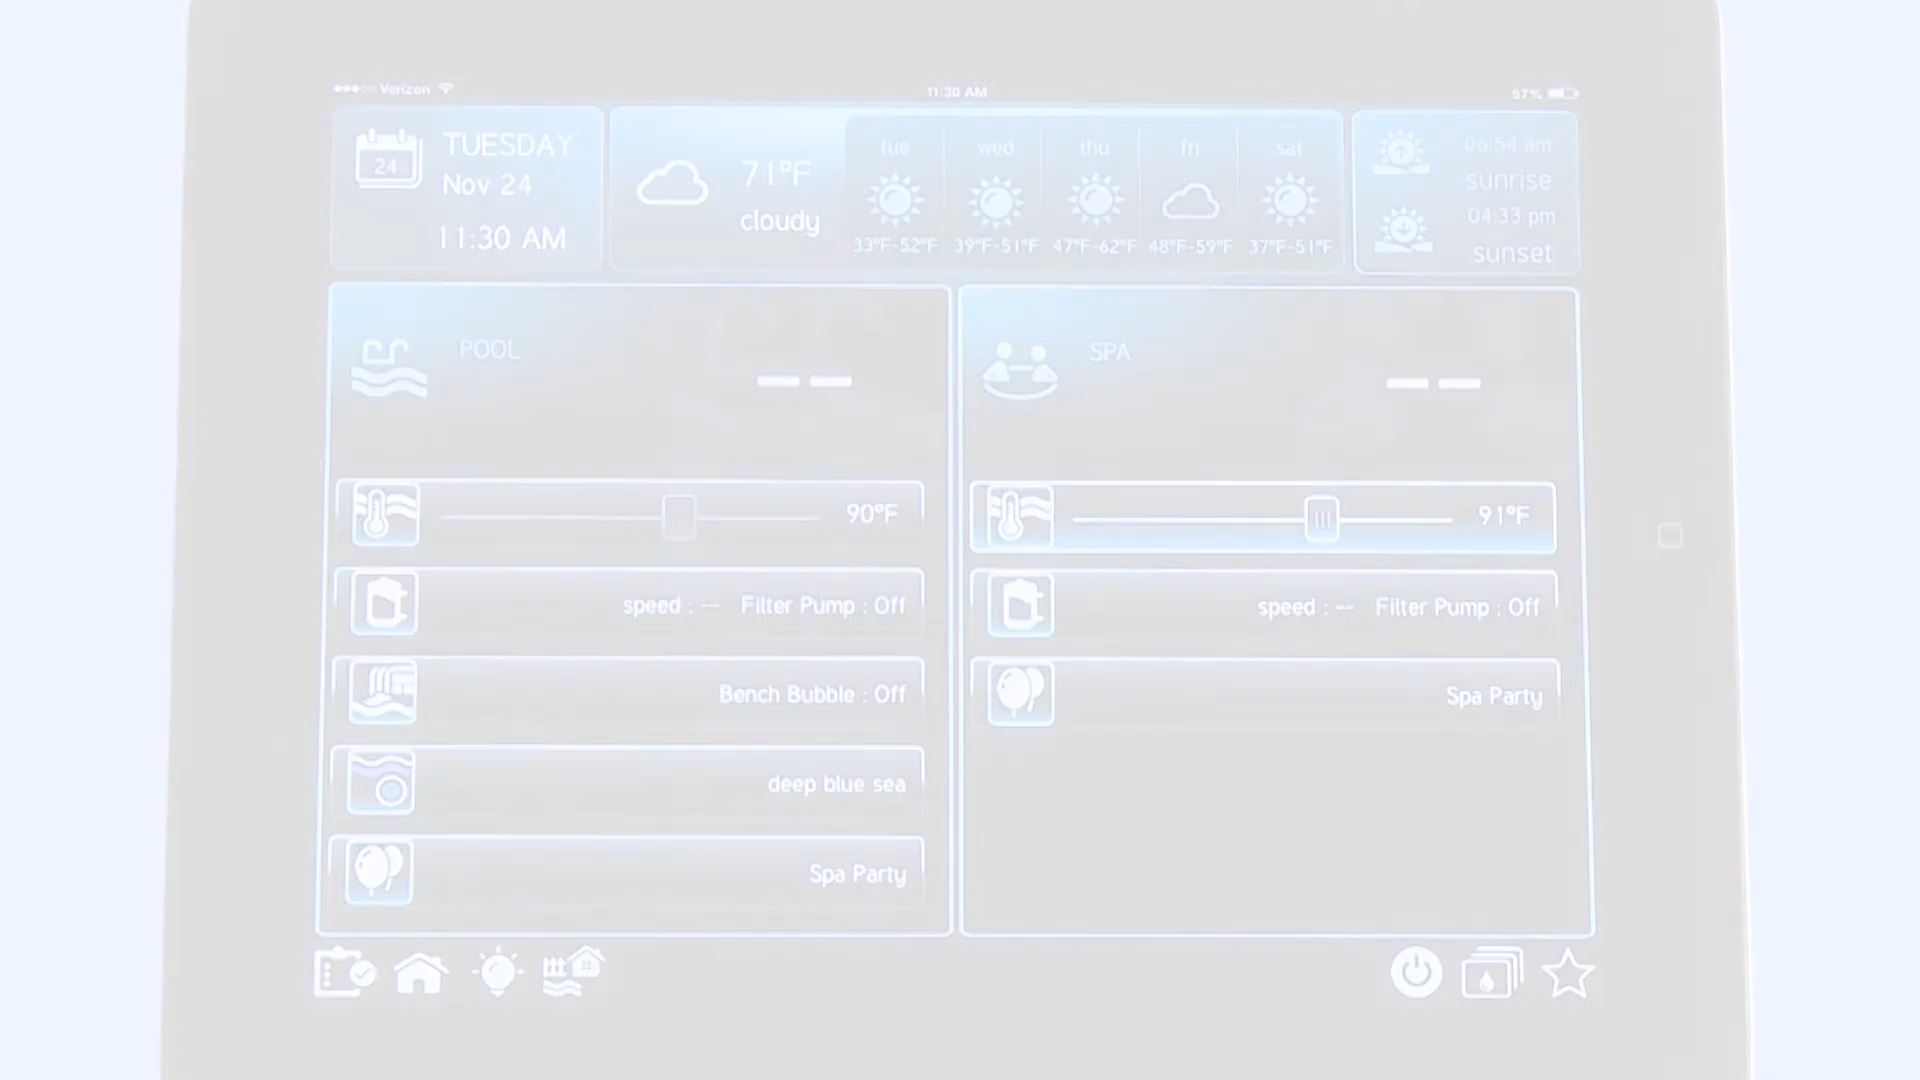 Verizon
11:30 AM
57%
24
TUESDAY
Nov 24
11:30 AM
71°F
cloudy
tue
wed
thu
fri
sat
33°F-52°F
39°F-51°F
47°F-62°F
48°F-59°F
37°F-51°F
06:54 am
sunrise
04:33 pm
sunset
POOL
-- 
90°F
speed : -- Filter Pump : Off
Bench Bubble : Off
deep blue sea
Spa Party
SPA
--
91°F
speed : -- Filter Pump : Off
Spa Party